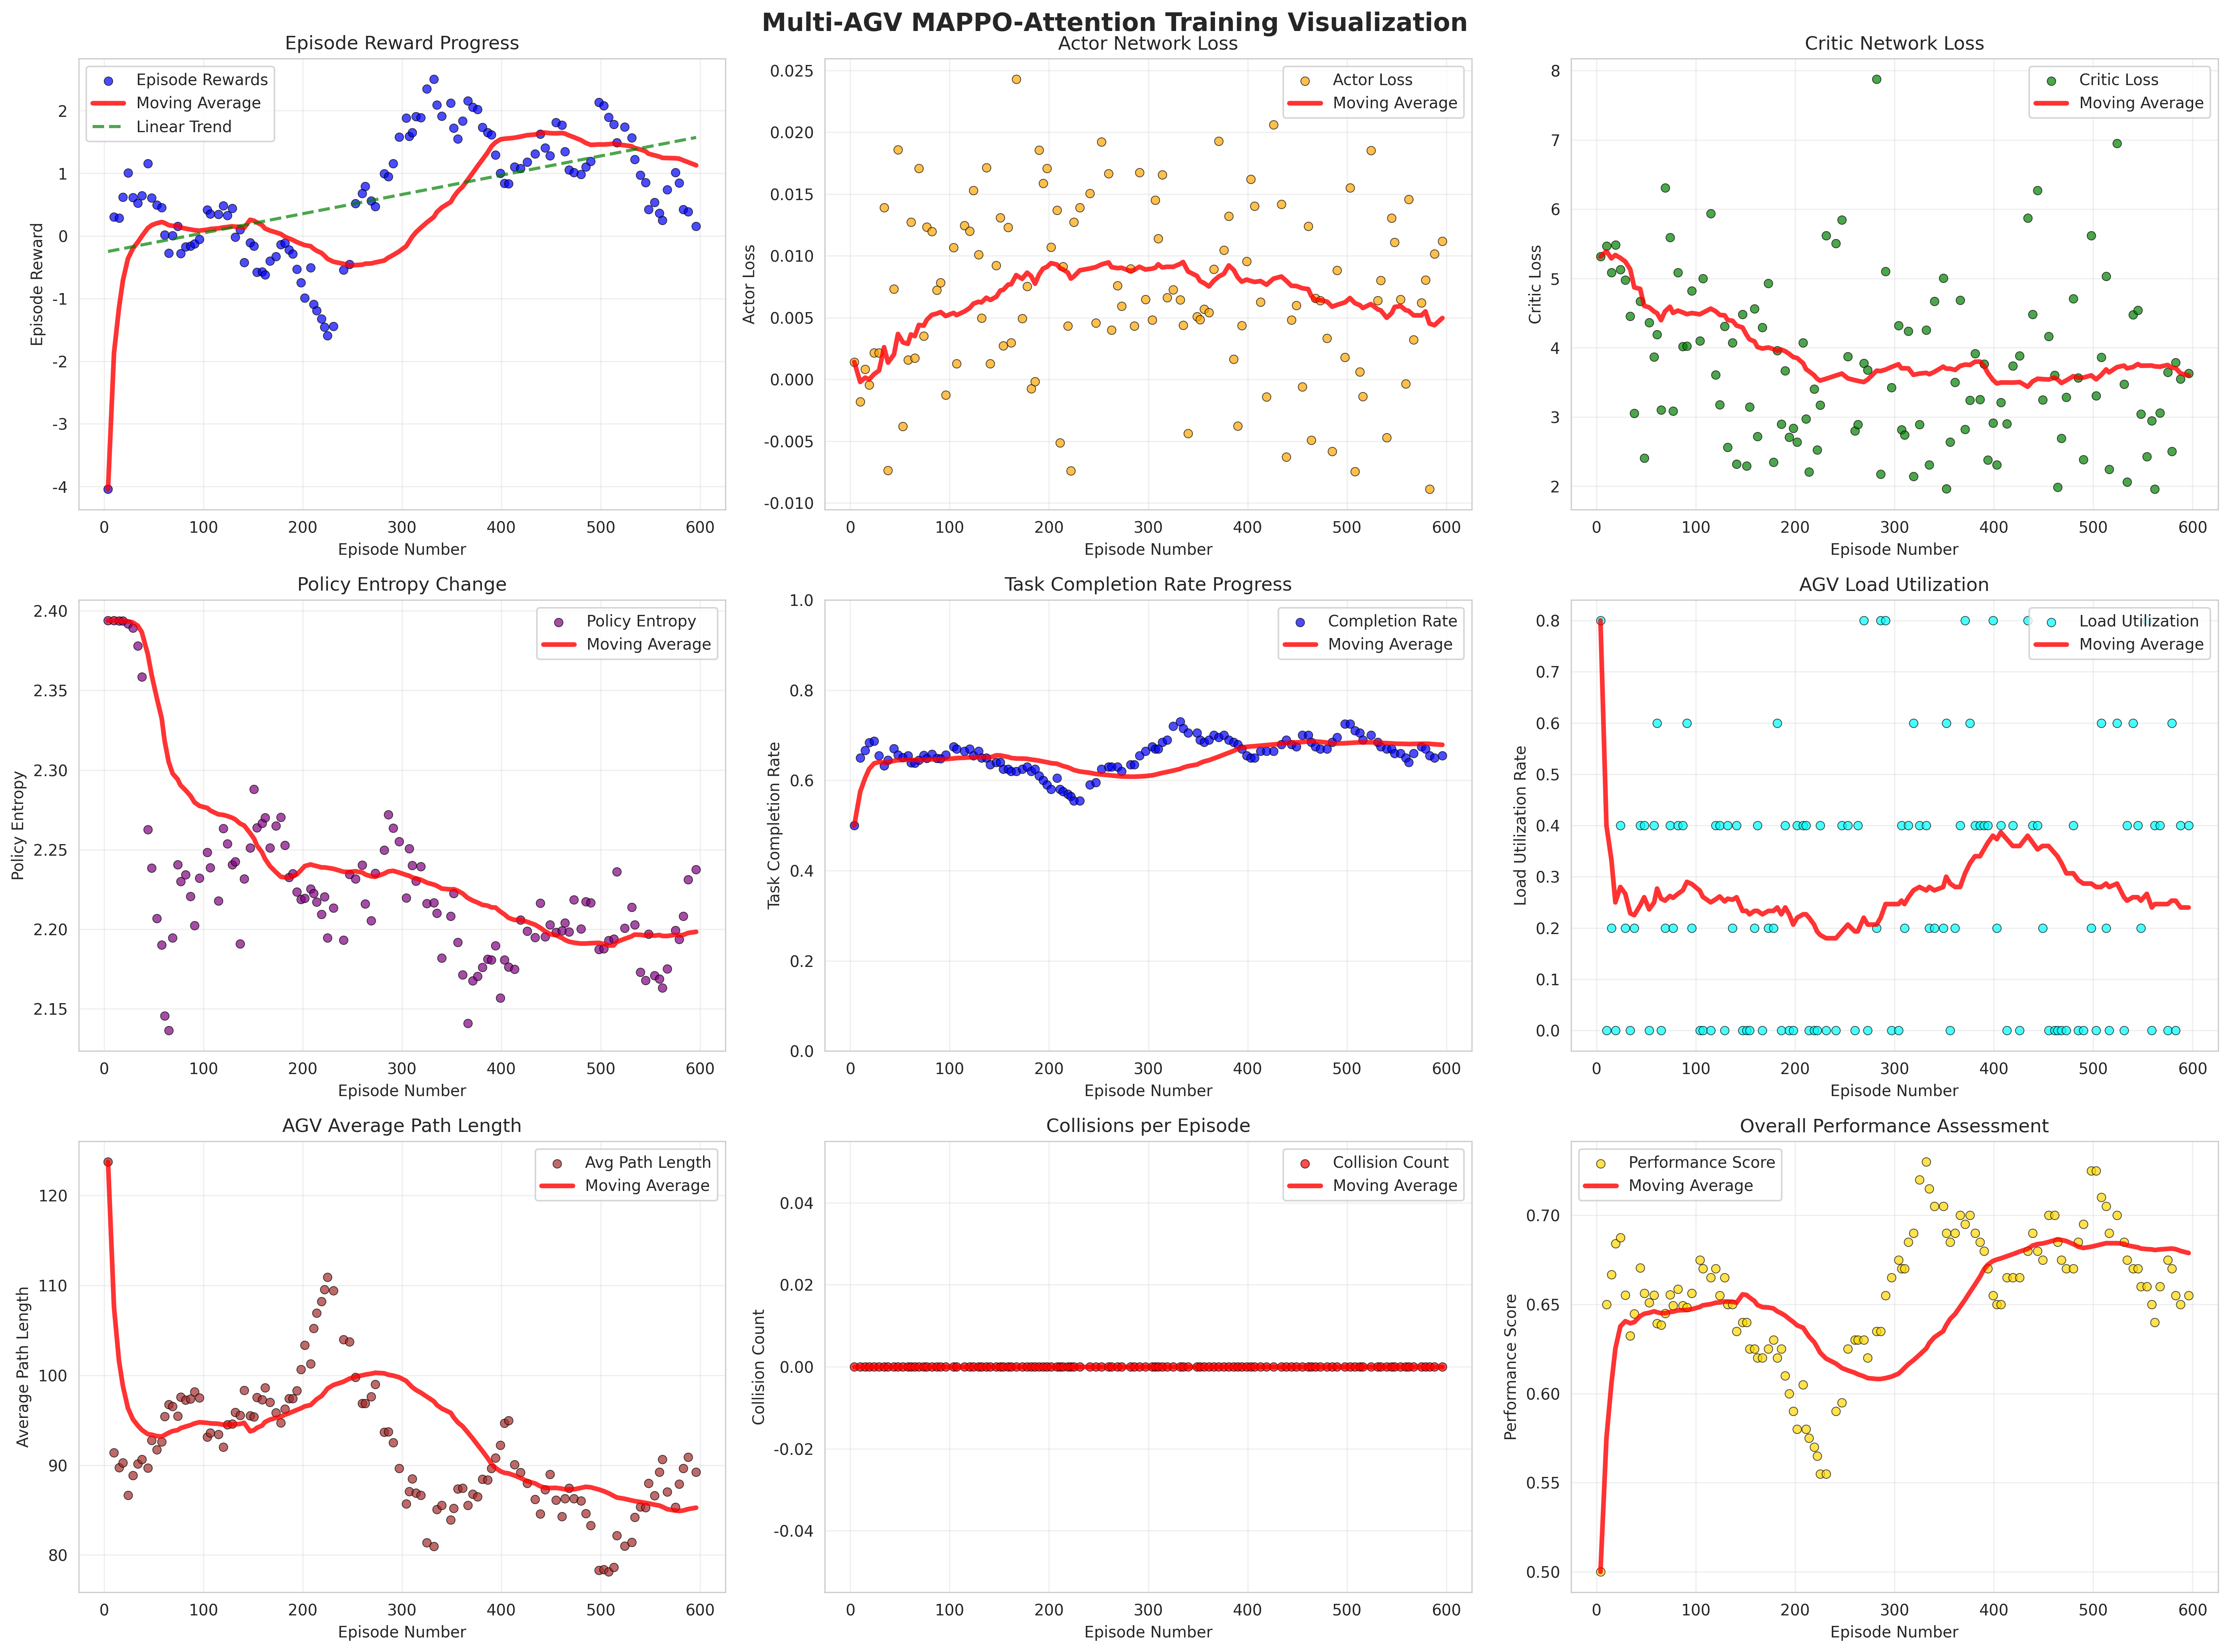 Multi-AGV MAPPO-Attention Training Visualization
Episode Reward Progress
Episode Rewards
Moving Average
Linear Trend
2
1
0
-1
-2
-3
-4
Episode Reward
0 100 200 300 400 500 600
Episode Number
Actor Network Loss
Actor Loss
Moving Average
0.025
0.020
0.015
0.010
0.005
0.000
-0.005
-0.010
Actor Loss
0 100 200 300 400 500 600
Episode Number
Critic Network Loss
Critic Loss
Moving Average
8
7
6
5
4
3
2
Critic Loss
0 100 200 300 400 500 600
Episode Number
Policy Entropy Change
Policy Entropy
Moving Average
2.40
2.35
2.30
2.25
2.20
2.15
Policy Entropy
0 100 200 300 400 500 600
Episode Number
Task Completion Rate Progress
Completion Rate
Moving Average
1.0
0.8
0.6
0.4
0.2
0.0
Task Completion Rate
0 100 200 300 400 500 600
Episode Number
AGV Load Utilization
Load Utilization
Moving Average
0.8
0.7
0.6
0.5
0.4
0.3
0.2
0.1
0.0
Load Utilization Rate
0 100 200 300 400 500 600
Episode Number
AGV Average Path Length
Avg Path Length
Moving Average
120
110
100
90
80
Average Path Length
0 100 200 300 400 500 600
Episode Number
Collisions per Episode
Collision Count
Moving Average
0.04
0.02
0.00
-0.02
-0.04
Collision Count
0 100 200 300 400 500 600
Episode Number
Overall Performance Assessment
Performance Score
Moving Average
0.70
0.65
0.60
0.55
0.50
Performance Score
0 100 200 300 400 500 600
Episode Number